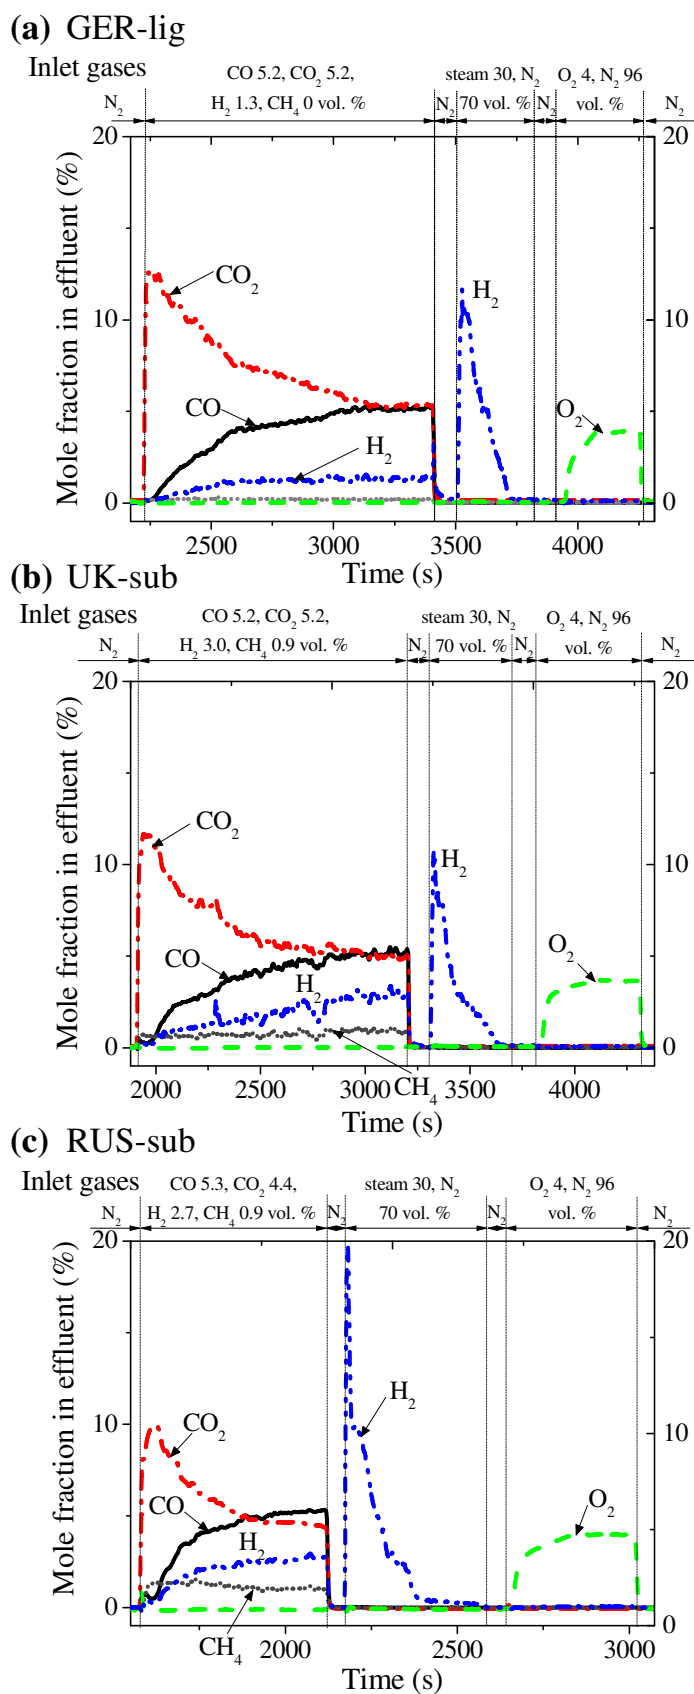 (a) GER-lig
Inlet gases
CO 5.2, CO₂ 5.2, steam 30, N₂ O₂ 4, N₂ 96
N₂ H₂ 1.3, CH₄ 0 vol. % N₂ 70 vol. % N₂ vol. % N₂
20
20
CO₂
H₂
10
10
CO
O₂
H₂
0
0
Mole fraction in effluent (%)
2500 3000 3500 4000
Time (s)
(b) UK-sub
Inlet gases
CO 5.2, CO₂ 5.2, steam 30, N₂ O₂ 4, N₂ 96
N₂ H₂ 3.0, CH₄ 0.9 vol. % N₂ 70 vol. % N₂ vol. % N₂
20
20
CO₂
H₂
10
10
CO
H₂
O₂
0
0
CH₄
Mole fraction in effluent (%)
2000 2500 3000 3500 4000
Time (s)
(c) RUS-sub
Inlet gases
CO 5.3, CO₂ 4.4, steam 30, N₂ O₂ 4, N₂ 96
N₂ H₂ 2.7, CH₄ 0.9 vol. % N₂ 70 vol. % N₂ vol. % N₂
20
20
H₂
CO₂
10
10
CO
H₂
O₂
0
0
CH₄
Mole fraction in effluent (%)
2000 2500 3000
Time (s)